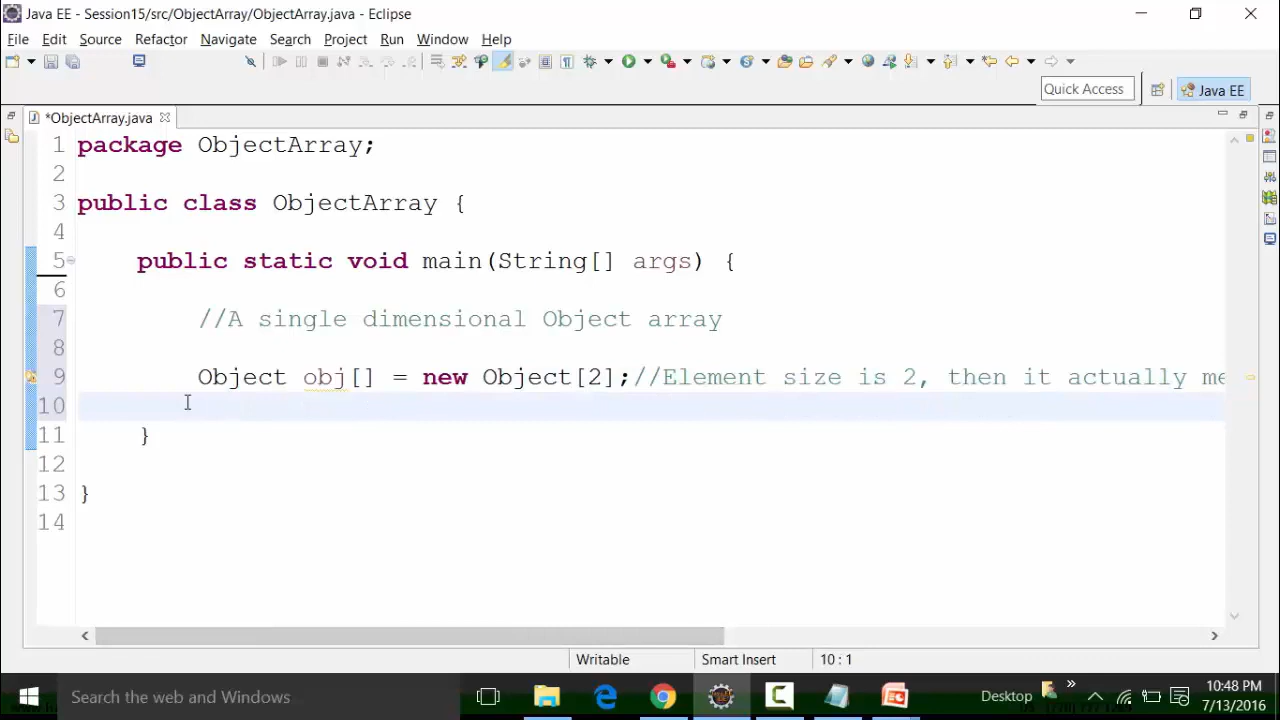 Java EE - Session15/src/ObjectArray/ObjectArray.java - Eclipse
File Edit Source Refactor Navigate Search Project Run Window Help
Quick Access
Java EE
*ObjectArray.java
1 package ObjectArray;
2
3 public class ObjectArray {
4
5 public static void main(String[] args) {
6
7 //A single dimensional Object array
8
9 Object obj[] = new Object[2];//Element size is 2, then it actually me
10
11 }
12
13 }
14
Writable Smart Insert 10 : 1
Search the web and Windows
Desktop
10:48 PM
7/13/2016